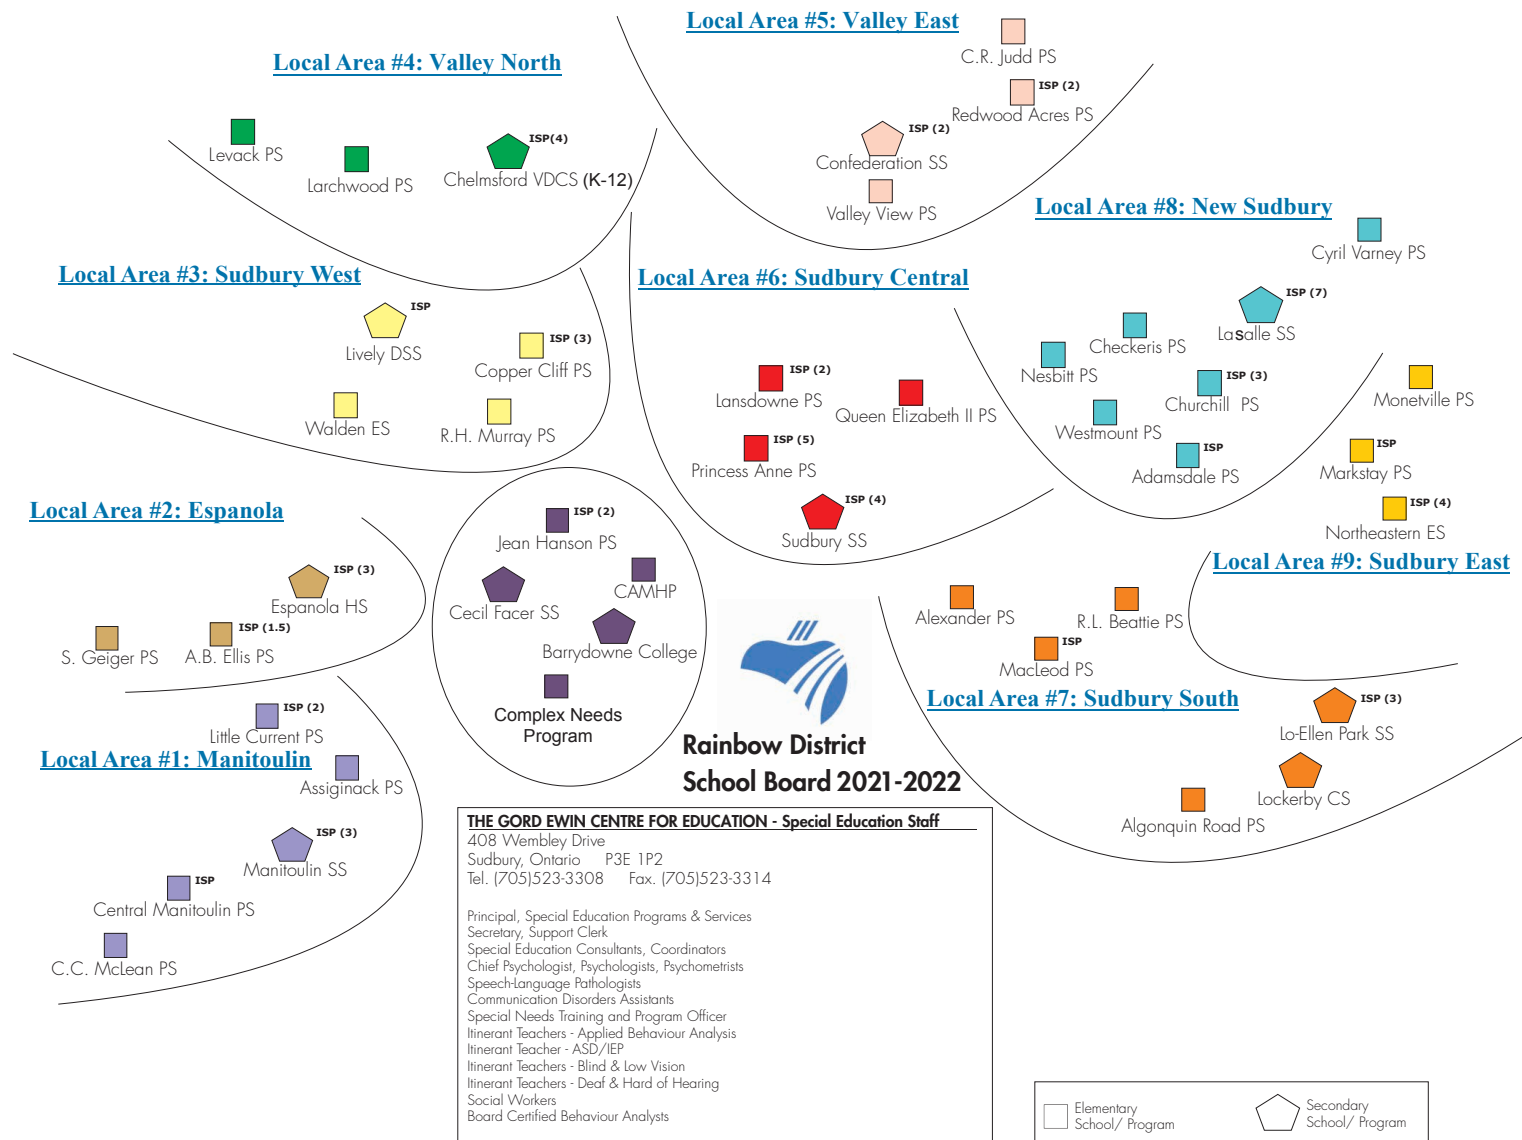 Local Area #5: Valley East
C.R. Judd PS
ISP (2)
Redwood Acres PS
ISP (2)
Confederation SS
Valley View PS
Local Area #4: Valley North
Levack PS
Larchwood PS
ISP(4)
Chelmsford VDCS (K-12)
Local Area #8: New Sudbury
Cyril Varney PS
ISP (7)
Lasalle SS
Checkeris PS
Nesbitt PS
ISP (3)
Churchill PS
Westmount PS
ISP
Adamsdale PS
Local Area #3: Sudbury West
ISP
Lively DSS
ISP (3)
Copper Cliff PS
Walden ES
R.H. Murray PS
Local Area #6: Sudbury Central
ISP (2)
Lansdowne PS
Queen Elizabeth II PS
ISP (5)
Princess Anne PS
ISP (4)
Sudbury SS
Monetville PS
ISP
Markstay PS
ISP (4)
Northeastern ES
Local Area #9: Sudbury East
Local Area #2: Espanola
ISP (3)
Espanola HS
S. Geiger PS
ISP (1.5)
A.B. Ellis PS
ISP (2)
Jean Hanson PS
Cecil Facer SS
CAMHP
Barrydowne College
Complex Needs
Program
Alexander PS
R.L. Beattie PS
ISP
MacLeod PS
Local Area #7: Sudbury South
ISP (3)
Lo-Ellen Park SS
Lockerby CS
Algonquin Road PS
ISP (2)
Little Current PS
Local Area #1: Manitoulin
Assiginack PS
ISP (3)
Manitoulin SS
ISP
Central Manitoulin PS
C.C. McLean PS
Rainbow District
School Board 2021-2022
THE GORD EWIN CENTRE FOR EDUCATION - Special Education Staff
408 Wembley Drive
Sudbury, Ontario P3E 1P2
Tel. (705)523-3308 Fax. (705)523-3314
Principal, Special Education Programs & Services
Secretary, Support Clerk
Special Education Consultants, Coordinators
Chief Psychologist, Psychologists, Psychometrists
Speech-Language Pathologists
Communication Disorders Assistants
Special Needs Training and Program Officer
Itinerant Teachers - Applied Behaviour Analysis
Itinerant Teacher - ASD/IEP
Itinerant Teachers - Blind & Low Vision
Itinerant Teachers - Deaf & Hard of Hearing
Social Workers
Board Certified Behaviour Analysts
Elementary
School/ Program
Secondary
School/ Program